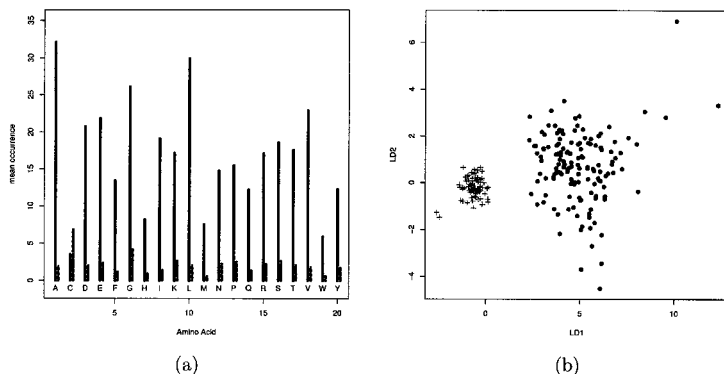 35
30
25
20
15
10
5
0
mean occurrence
A C D E F G H I K L M N P Q R S T V W Y
5 10 15 20
Amino Acid
(a)
6
4
2
0
-2
-4
LD2
0 5 10
LD1
(b)